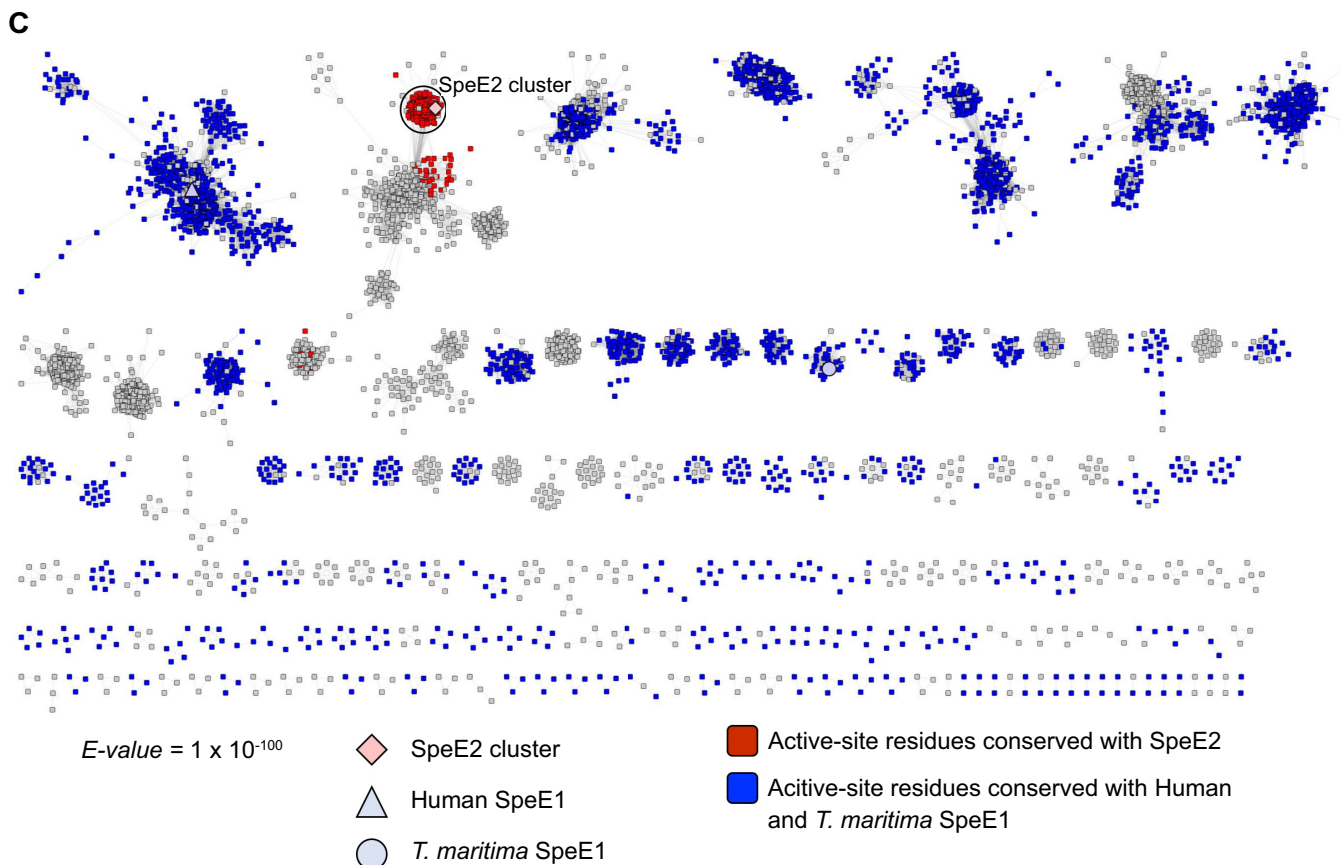 C
SpeE2 cluster
E-value = 1 x 10⁻¹⁰⁰
SpeE2 cluster
Human SpeE1
T. maritima SpeE1
Active-site residues conserved with SpeE2
Acitive-site residues conserved with Human
and T. maritima SpeE1